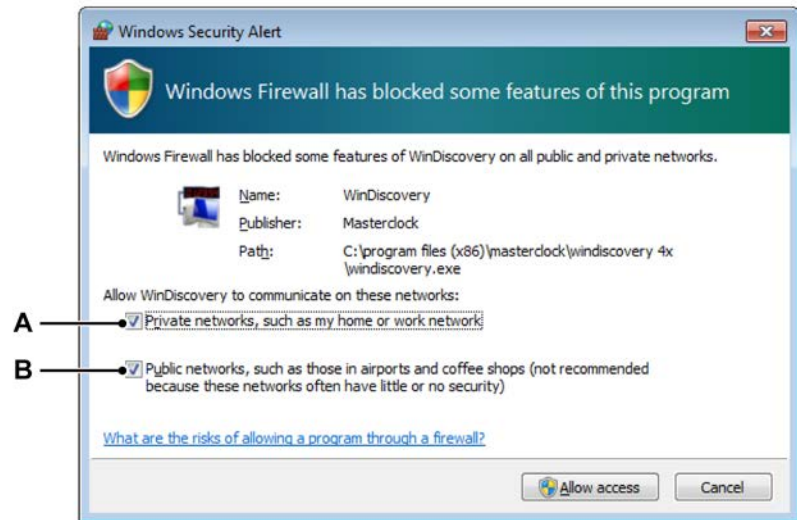 Windows Security Alert
Windows Firewall has blocked some features of this program
Windows Firewall has blocked some features of WinDiscovery on all public and private networks.
Name: WinDiscovery
Publisher: Masterclock
Path: C:\program files (x86)\masterclock\windiscovery 4x
\windiscovery.exe
Allow WinDiscovery to communicate on these networks:
A Private networks, such as my home or work network
B Public networks, such as those in airports and coffee shops (not recommended
because these networks often have little or no security)
What are the risks of allowing a program through a firewall?
Allow access Cancel